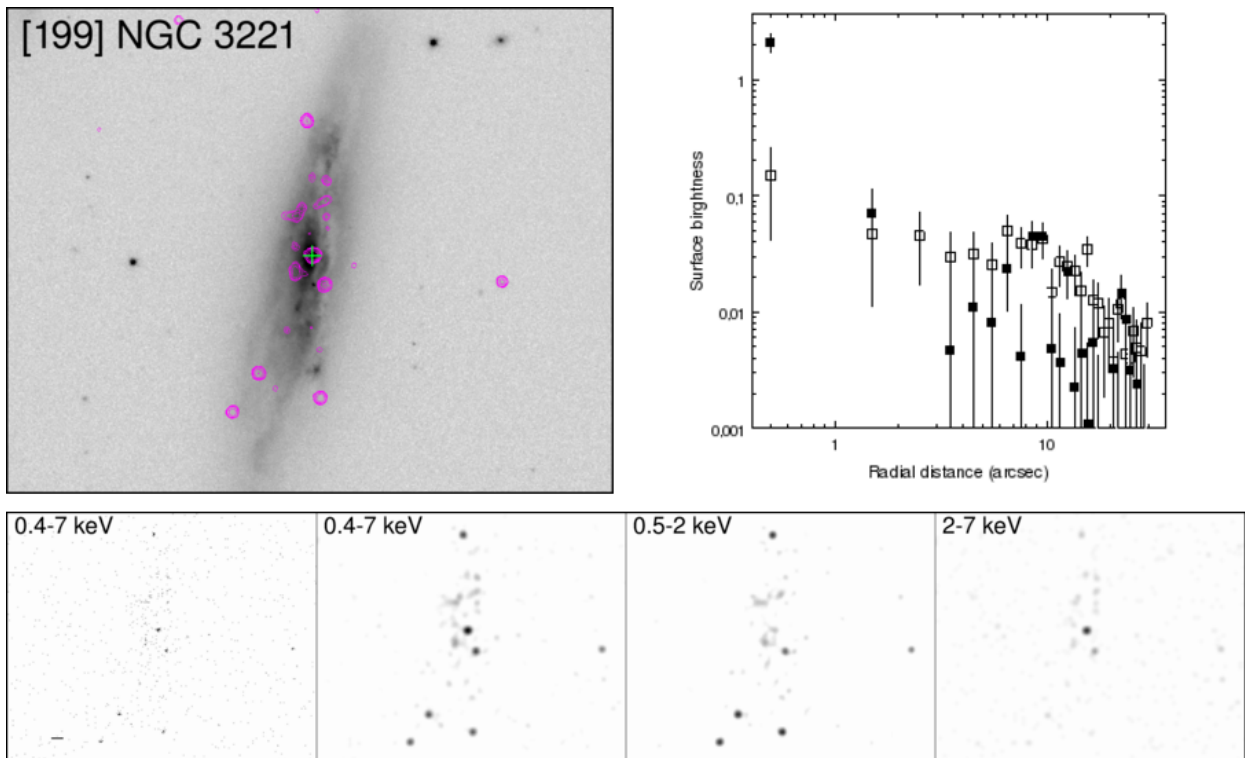 [199] NGC 3221
Surface birghtness
1
0,1
0,01
0,001
1
10
Radial distance (arcsec)
0.4-7 keV
0.4-7 keV
0.5-2 keV
2-7 keV